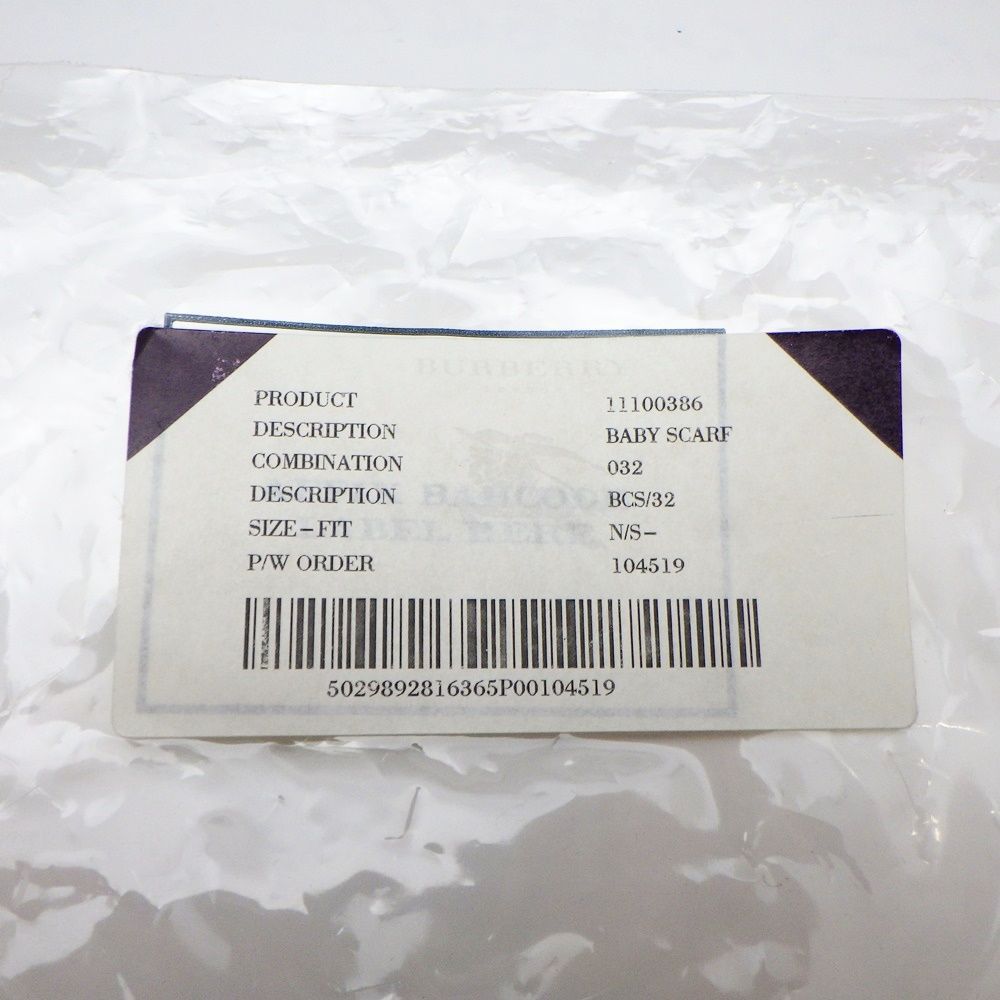 BURBERRY
PRODUCT 11100386
DESCRIPTION BABY SCARF
COMBINATION 032
DESCRIPTION BCS/32
SIZE-FIT N/S-
P/W ORDER 104519
5029892816365P00104519